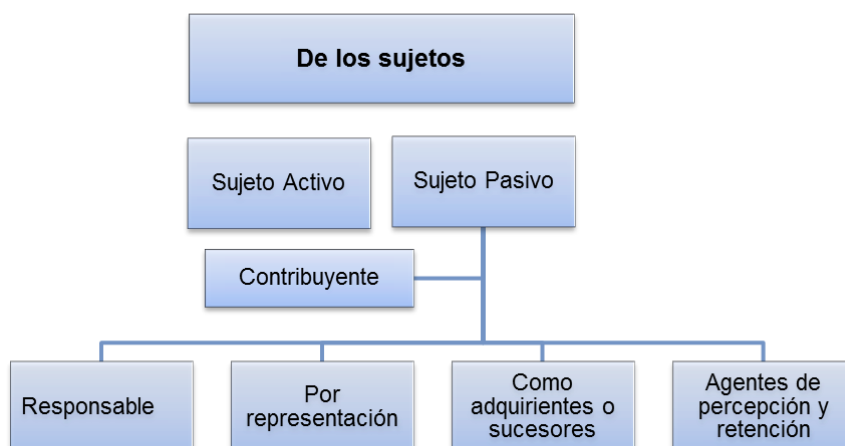 De los sujetos
Sujeto Activo
Sujeto Pasivo
Contribuyente
Responsable
Por
representación
Como
adquirientes o
sucesores
Agentes de
percepción y
retención